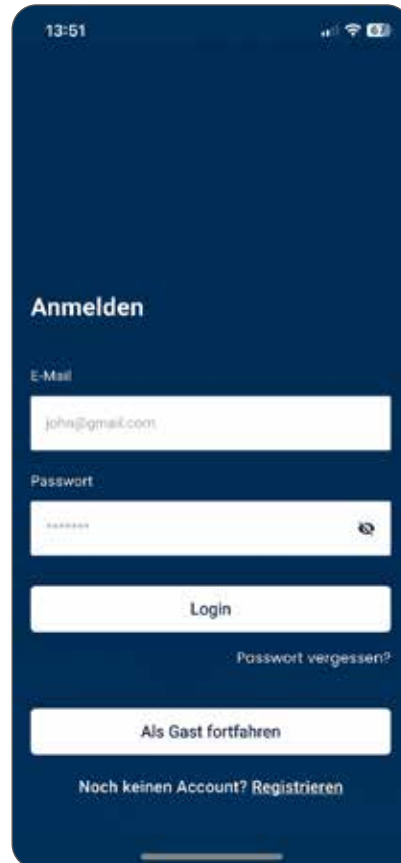 13:51
Anmelden
E-Mail
john@gmail.com
Passwort
*******
Login
Passwort vergessen?
Als Gast fortfahren
Noch keinen Account? Registrieren